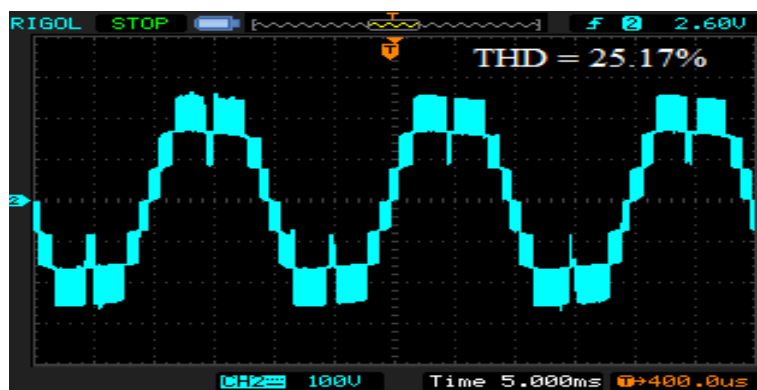 RIGOL STOP T f 2 2.60V
T THD = 25.17%
2
CH2 100V Time 5.000ms T→400.0us